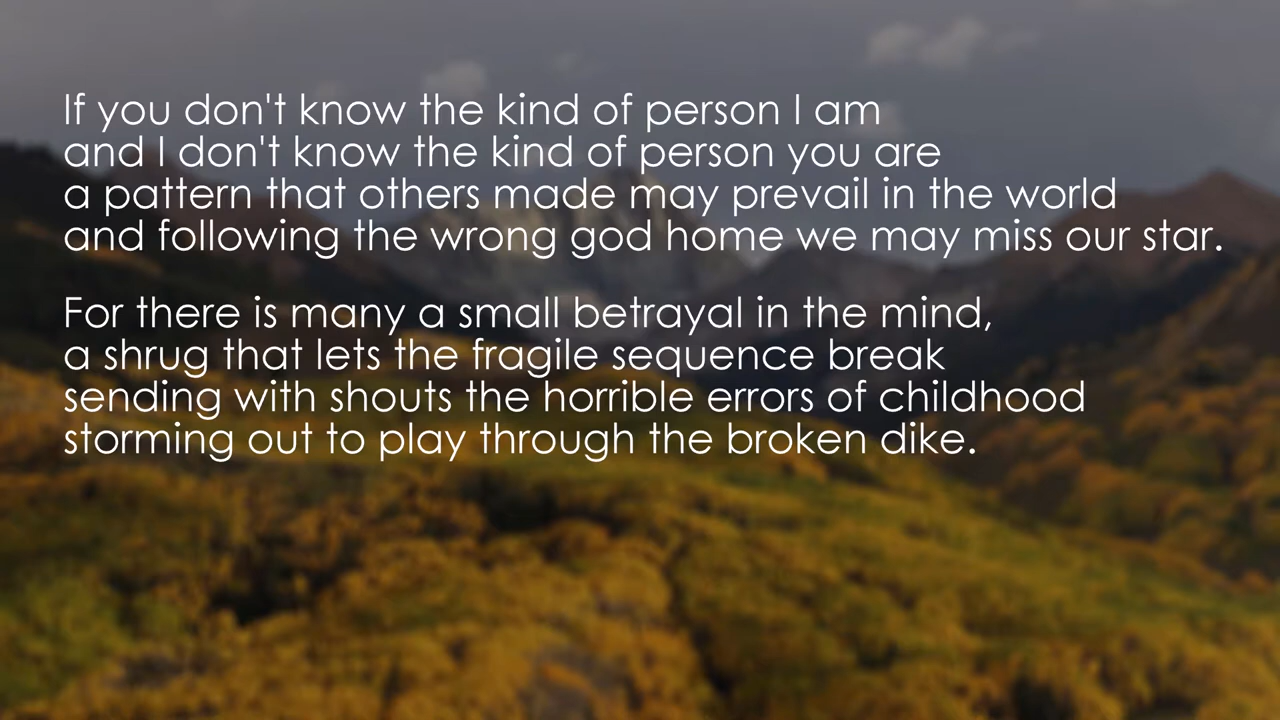 If you don't know the kind of person I am
and I don't know the kind of person you are
a pattern that others made may prevail in the world
and following the wrong god home we may miss our star.
For there is many a small betrayal in the mind,
a shrug that lets the fragile sequence break
sending with shouts the horrible errors of childhood
storming out to play through the broken dike.